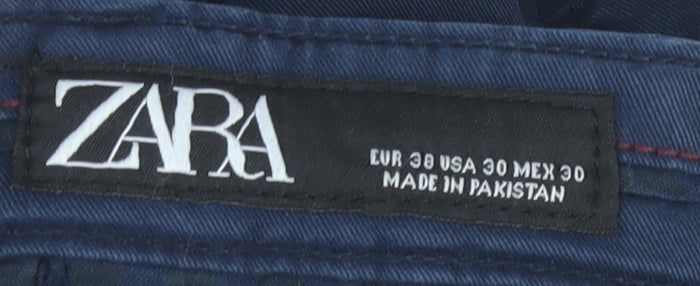 ZARA
EUR 38 USA 30 MEX 30
MADE IN PAKISTAN